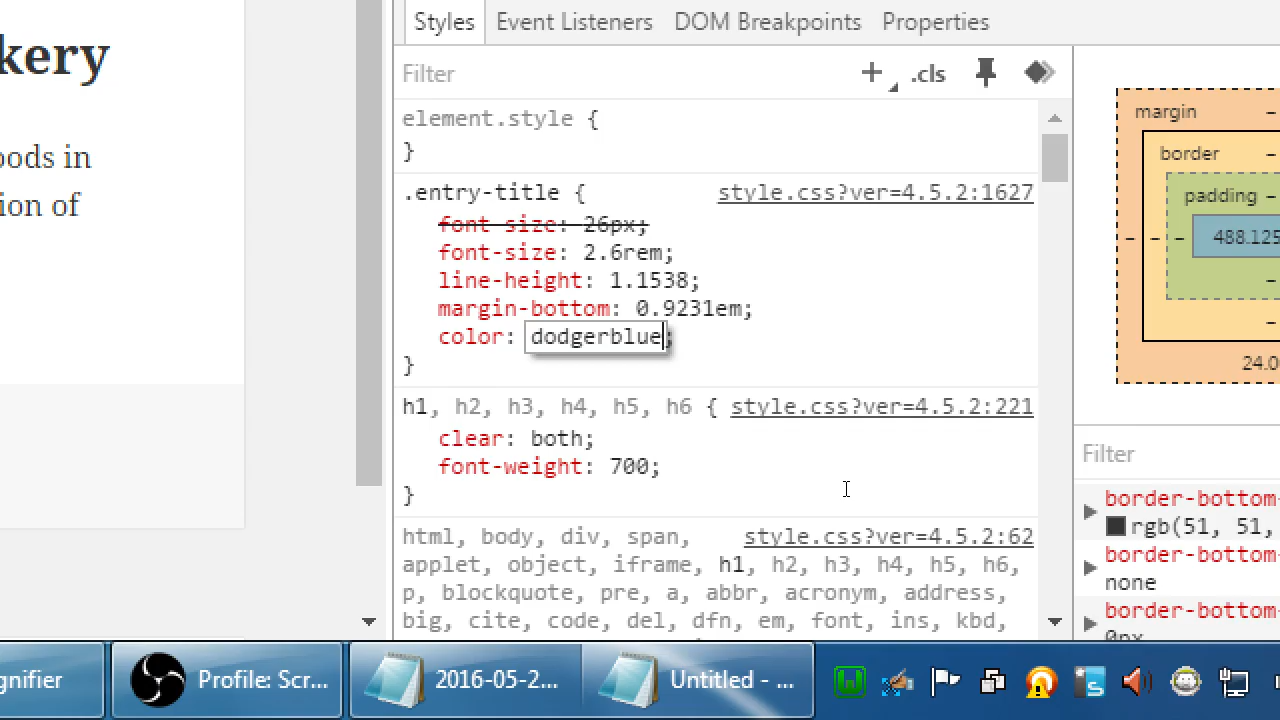 kery
oods in
ion of
Styles Event Listeners DOM Breakpoints Properties
Filter
+ .cls
element.style {
}
.entry-title { style.css?ver=4.5.2:1627
font-size: 26px;
font-size: 2.6rem;
line-height: 1.1538;
margin-bottom: 0.9231em;
color: dodgerblue;
}
h1, h2, h3, h4, h5, h6 { style.css?ver=4.5.2:221
clear: both;
font-weight: 700;
}
html, body, div, span, style.css?ver=4.5.2:62
applet, object, iframe, h1, h2, h3, h4, h5, h6,
p, blockquote, pre, a, abbr, acronym, address,
big, cite, code, del, dfn, em, font, ins, kbd,
margin –
border –
padding –
– – – 488.125
–
–
24.0
Filter
border-bottom-
rgb(51, 51,
border-bottom-
none
border-bottom-
0px
gnifier
Profile: Scr...
2016-05-2...
Untitled - ...